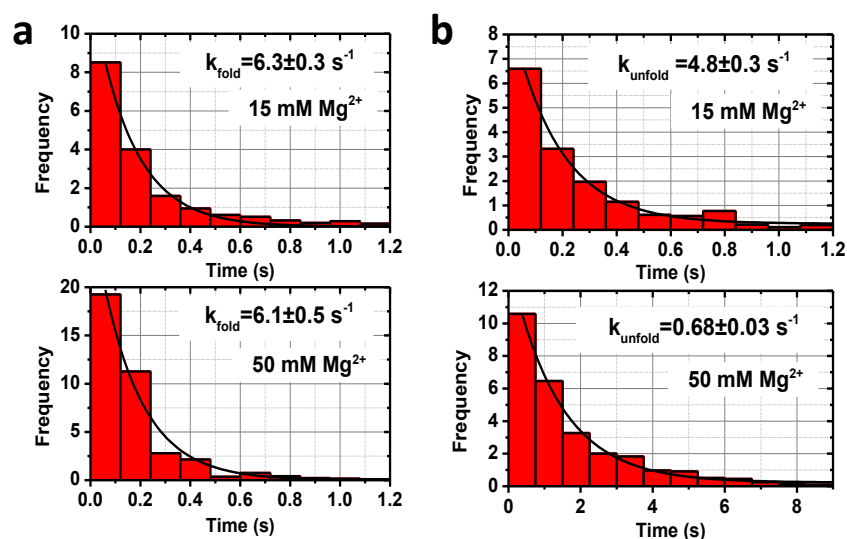 a
b
k_fold=6.3±0.3 s⁻¹
15 mM Mg²⁺
Frequency
10
8
6
4
2
0
0.0 0.2 0.4 0.6 0.8 1.0 1.2
Time (s)
k_unfold =4.8±0.3 s⁻¹
15 mM Mg²⁺
Frequency
8
7
6
5
4
3
2
1
0
0.0 0.2 0.4 0.6 0.8 1.0 1.2
Time (s)
k_fold=6.1±0.5 s⁻¹
50 mM Mg²⁺
Frequency
20
15
10
5
0
0.0 0.2 0.4 0.6 0.8 1.0 1.2
Time (s)
k_unfold=0.68±0.03 s⁻¹
50 mM Mg²⁺
Frequency
12
10
8
6
4
2
0
0 2 4 6 8
Time (s)